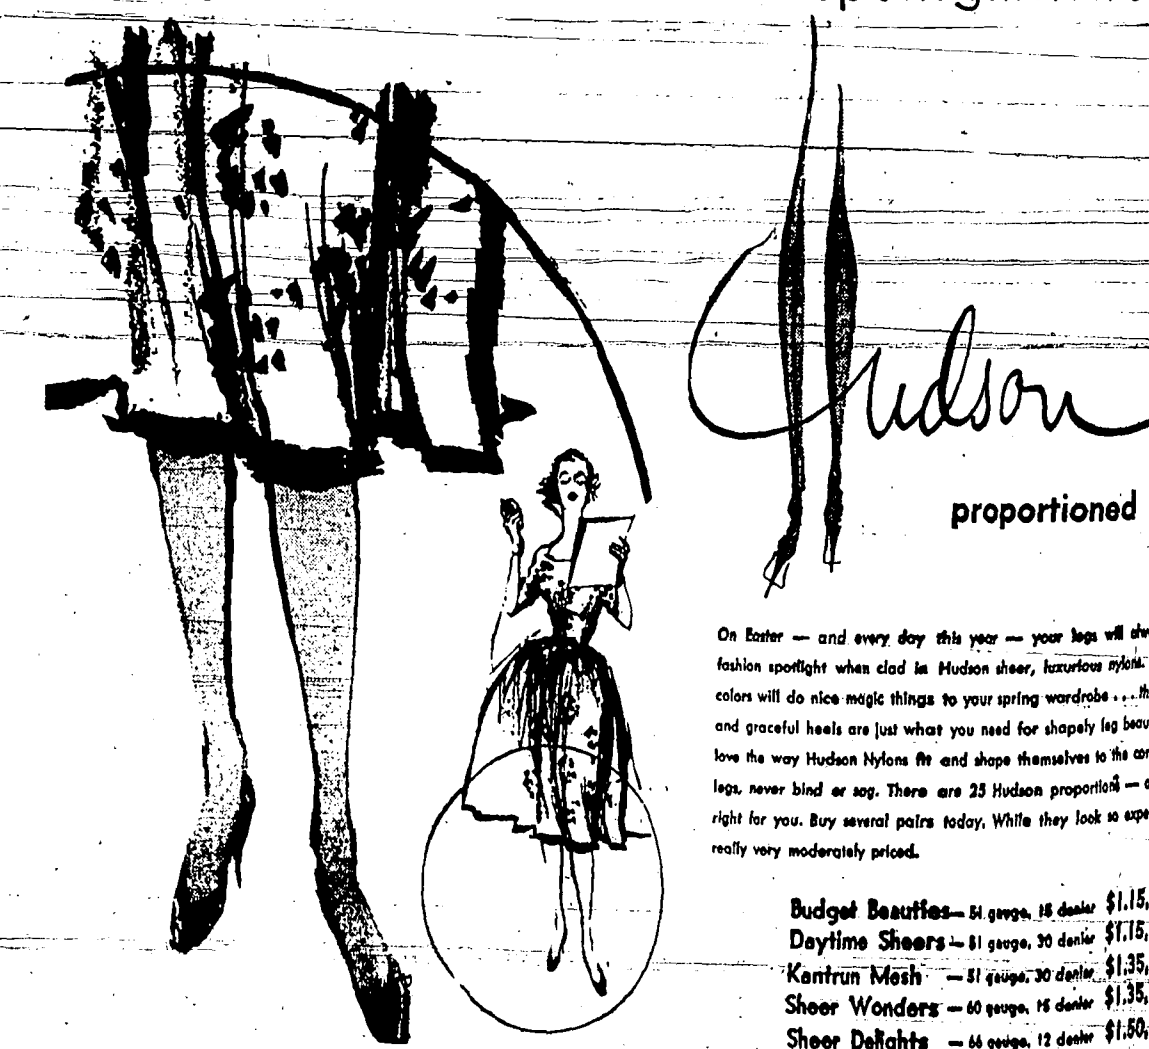 Hudson
proportioned
On Easter — and every day this year — your legs will
fashion spotlight when clad in Hudson sheer, luxurious nylons.
colors will do nice magic things to your spring wardrobe ...
and graceful heels are just what you need for shapely leg
love the way Hudson Nylons fit and shape themselves to the
legs, never bind or sag. There are 25 Hudson proportions —
right for you. Buy several pairs today. While they look so
really very moderately priced.
Budget Beauties — 51 gauge, 15 denier $1.15,
Daytime Sheers — 51 gauge, 30 denier $1.15,
Kantrun Mesh — 51 gauge, 30 denier $1.35,
Sheer Wonders — 60 gauge, 15 denier $1.35,
Sheer Delights — 66 gauge, 12 denier $1.50,